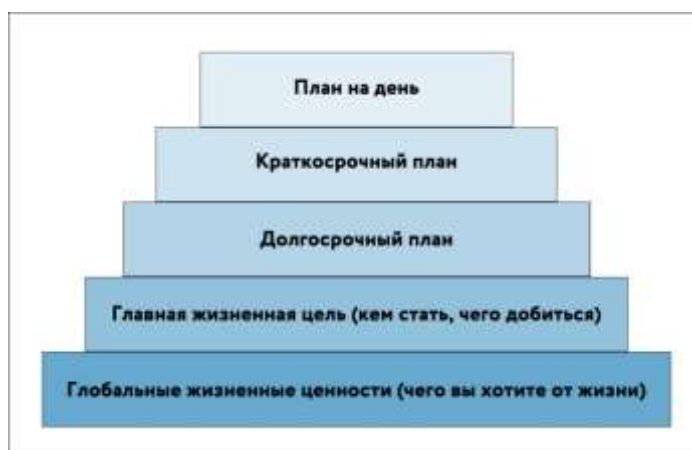 План на день
Краткосрочный план
Долгосрочный план
Главная жизненная цель (кем стать, чего добиться)
Глобальные жизненные ценности (чего вы хотите от жизни)